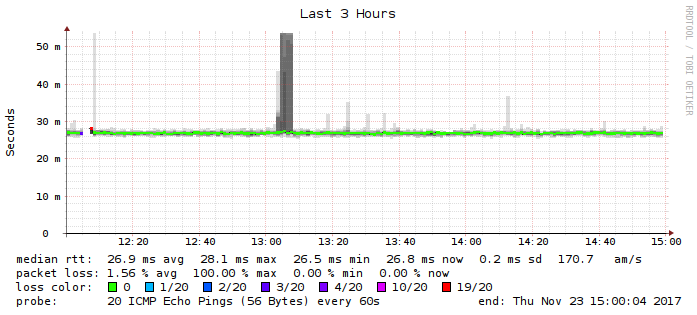 Last 3 Hours
RRDTOOL / TOBI OETIKER
Seconds
50 m
40 m
30 m
20 m
10 m
0
12:20 12:40 13:00 13:20 13:40 14:00 14:20 14:40 15:00
median rtt: 26.9 ms avg 28.1 ms max 26.5 ms min 26.8 ms now 0.2 ms sd 170.7 am/s
packet loss: 1.56 % avg 100.00 % max 0.00 % min 0.00 % now
loss color: 0 1/20 2/20 3/20 4/20 10/20 19/20
probe: 20 ICMP Echo Pings (56 Bytes) every 60s end: Thu Nov 23 15:00:04 2017